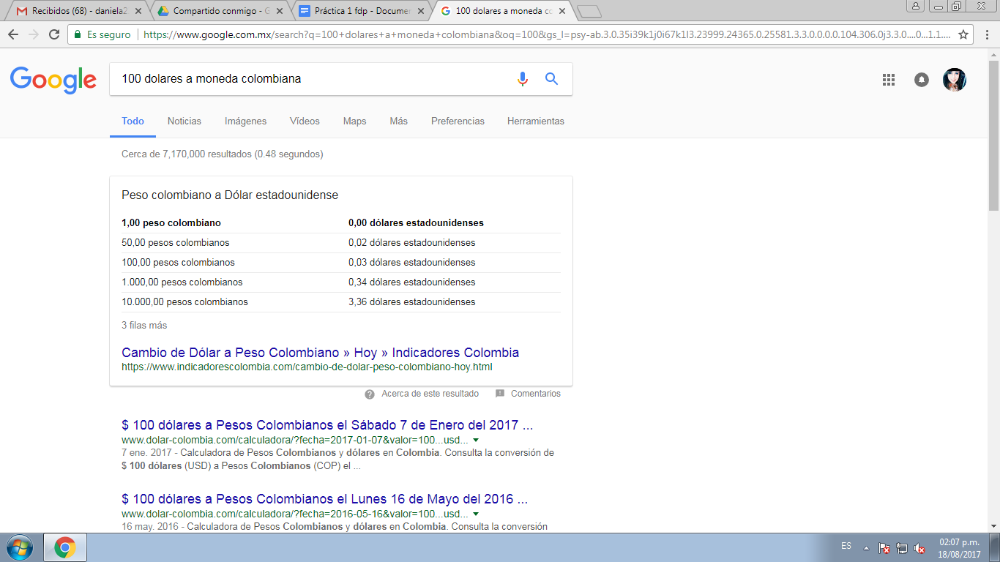 Recibidos (68) - daniela2
Compartido conmigo - G
Práctica 1 fdp - Documen
100 dolares a moneda co
Es seguro
https://www.google.com.mx/search?q=100+dolares+a+moneda+colombiana&oq=100&gs_l=psy-ab.3.0.35i39k1j0i67k1l3.23999.24365.0.25581.3.3.0.0.0.0.104.306.0j3.3.0....0...1.1....
Google
100 dolares a moneda colombiana
Todo Noticias Imágenes Vídeos Maps Más Preferencias Herramientas
Cerca de 7,170,000 resultados (0.48 segundos)
Peso colombiano a Dólar estadounidense
1,00 peso colombiano 0,00 dólares estadounidenses
50,00 pesos colombianos 0,02 dólares estadounidenses
100,00 pesos colombianos 0,03 dólares estadounidenses
1.000,00 pesos colombianos 0,34 dólares estadounidenses
10.000,00 pesos colombianos 3,36 dólares estadounidenses
3 filas más
Cambio de Dólar a Peso Colombiano » Hoy » Indicadores Colombia
https://www.indicadorescolombia.com/cambio-de-dolar-peso-colombiano-hoy.html
Acerca de este resultado Comentarios
$ 100 dólares a Pesos Colombianos el Sábado 7 de Enero del 2017 ...
www.dolar-colombia.com/calculadora/?fecha=2017-01-07&valor=100...usd...
7 ene. 2017 - Calculadora de Pesos Colombianos y dólares en Colombia. Consulta la conversión de
$ 100 dólares (USD) a Pesos Colombianos (COP) el ...
$ 100 dólares a Pesos Colombianos el Lunes 16 de Mayo del 2016 ...
www.dolar-colombia.com/calculadora/?fecha=2016-05-16&valor=100...usd...
16 may. 2016 - Calculadora de Pesos Colombianos y dólares en Colombia. Consulta la conversión
ES
02:07 p.m.
18/08/2017